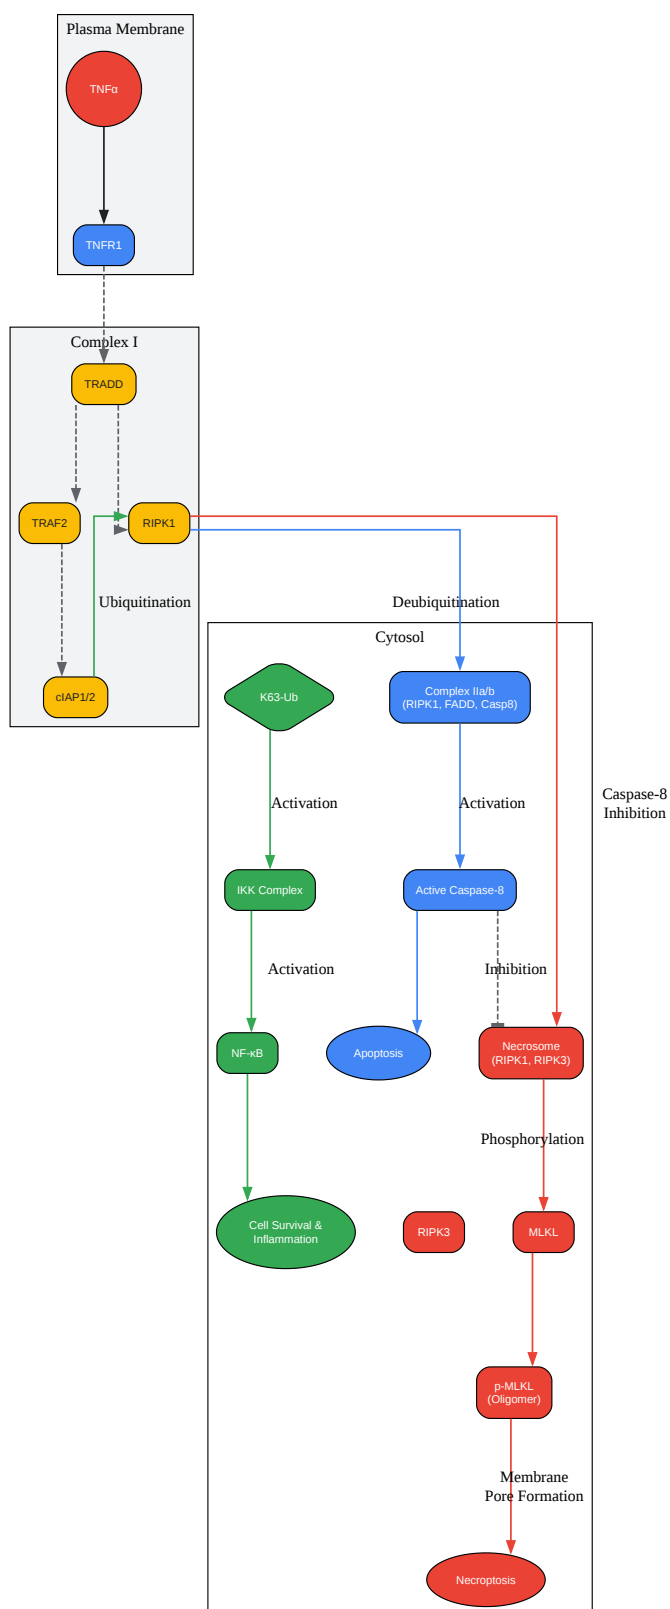 Plasma Membrane
TNFα
TNFR1
Complex I
TRADD
TRAF2
RIPK1
Ubiquitination
Deubiquitination
cIAP1/2
Cytosol
K63-Ub
Complex IIa/b
(RIPK1, FADD, Casp8)
Activation
Activation
Caspase-8
Inhibition
IKK Complex
Active Caspase-8
Activation
Inhibition
NF-κB
Apoptosis
Necrosome
(RIPK1, RIPK3)
Phosphorylation
Cell Survival &
Inflammation
RIPK3
MLKL
p-MLKL
(Oligomer)
Membrane
Pore Formation
Necroptosis